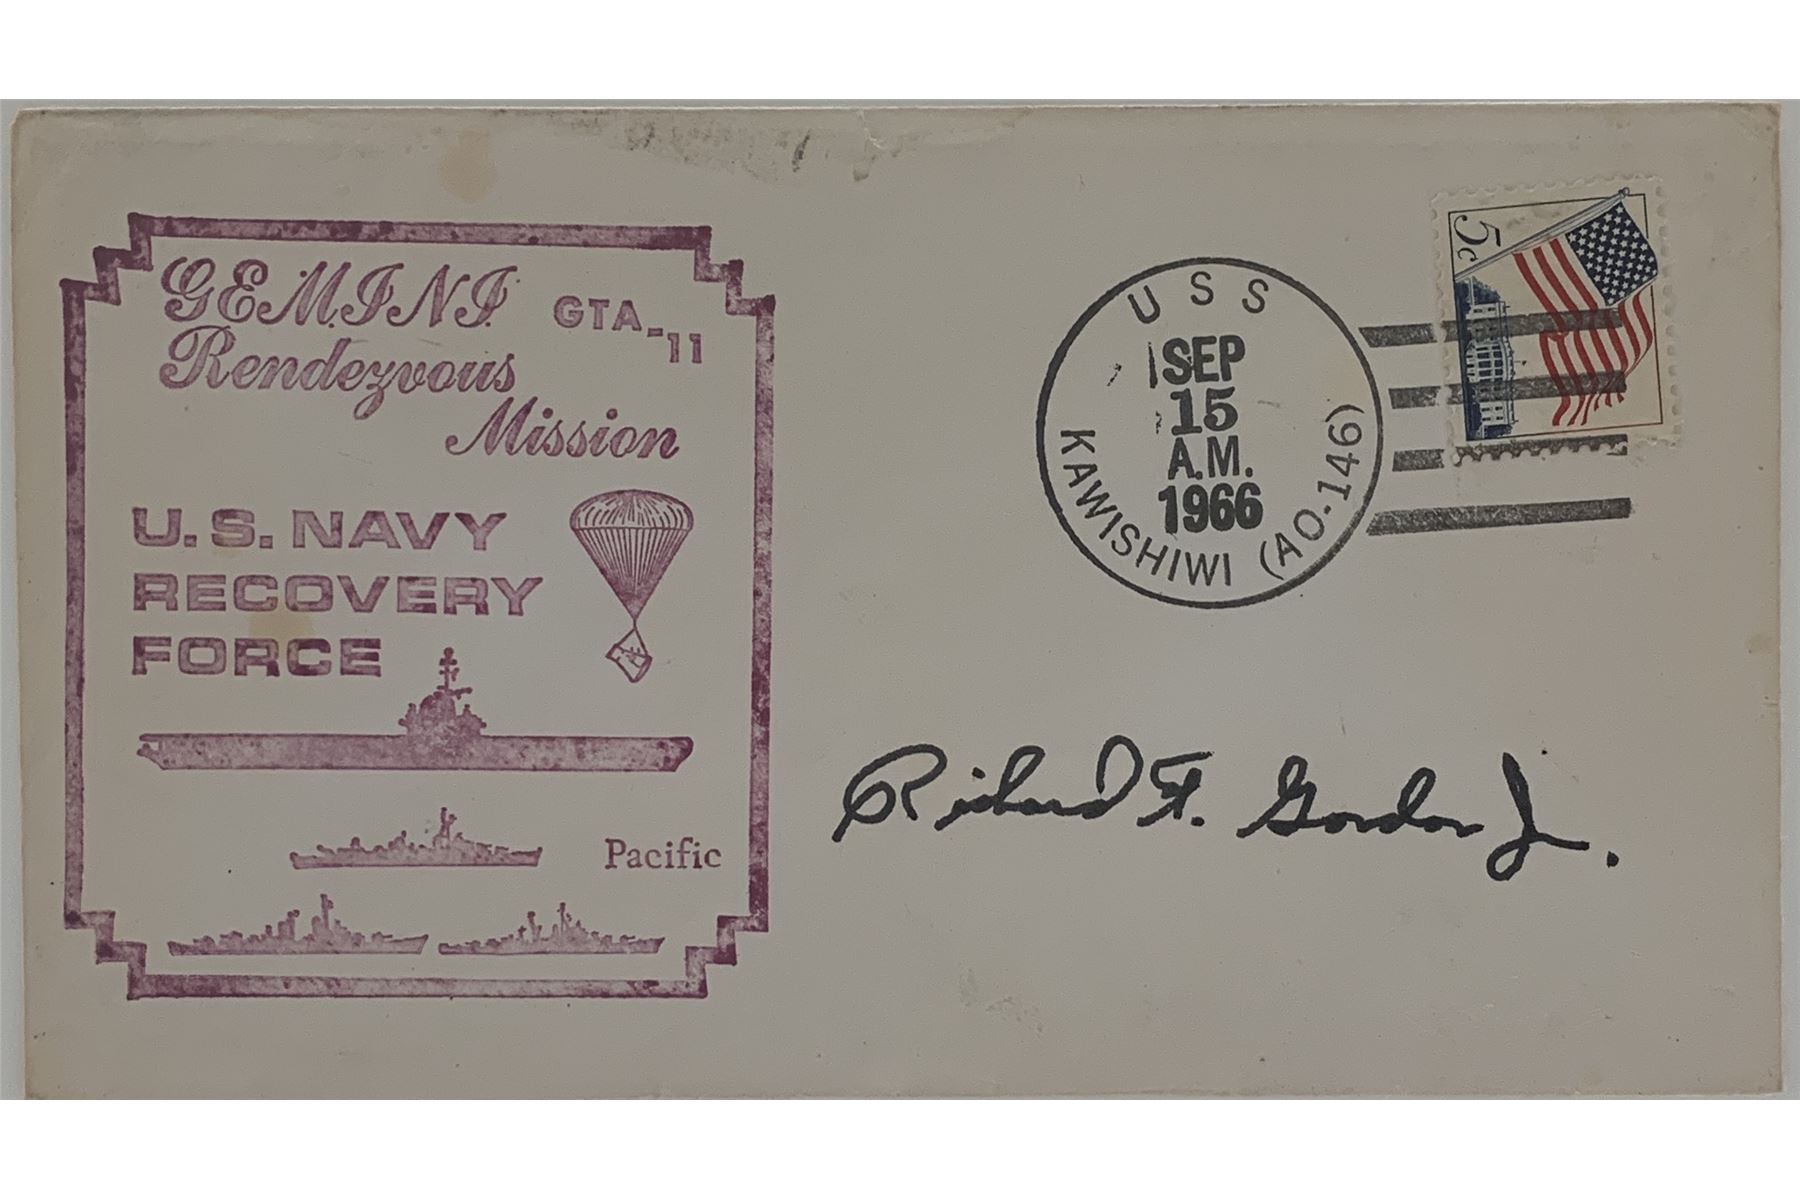 GEMINI GTA-11
Rendezvous
Mission
U.S. NAVY
RECOVERY
FORCE
Pacific
USS
SEP
15
A.M.
1966
KAWISHIWI (AO-146)
5c
Richard F. Gordon Jr.